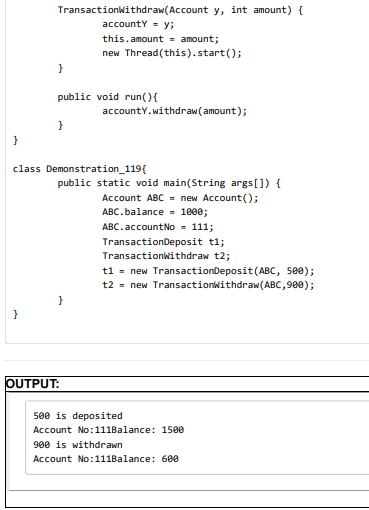 TransactionWithdraw(Account y, int amount) {
accountY = y;
this.amount = amount;
new Thread(this).start();
}
public void run(){
accountY.withdraw(amount);
}
}
class Demonstration_119{
public static void main(String args[]) {
Account ABC = new Account();
ABC.balance = 1000;
ABC.accountNo = 111;
TransactionDeposit t1;
TransactionWithdraw t2;
t1 = new TransactionDeposit(ABC, 500);
t2 = new TransactionWithdraw(ABC,900);
}
}
OUTPUT:
500 is deposited
Account No:111Balance: 1500
900 is withdrawn
Account No:111Balance: 600